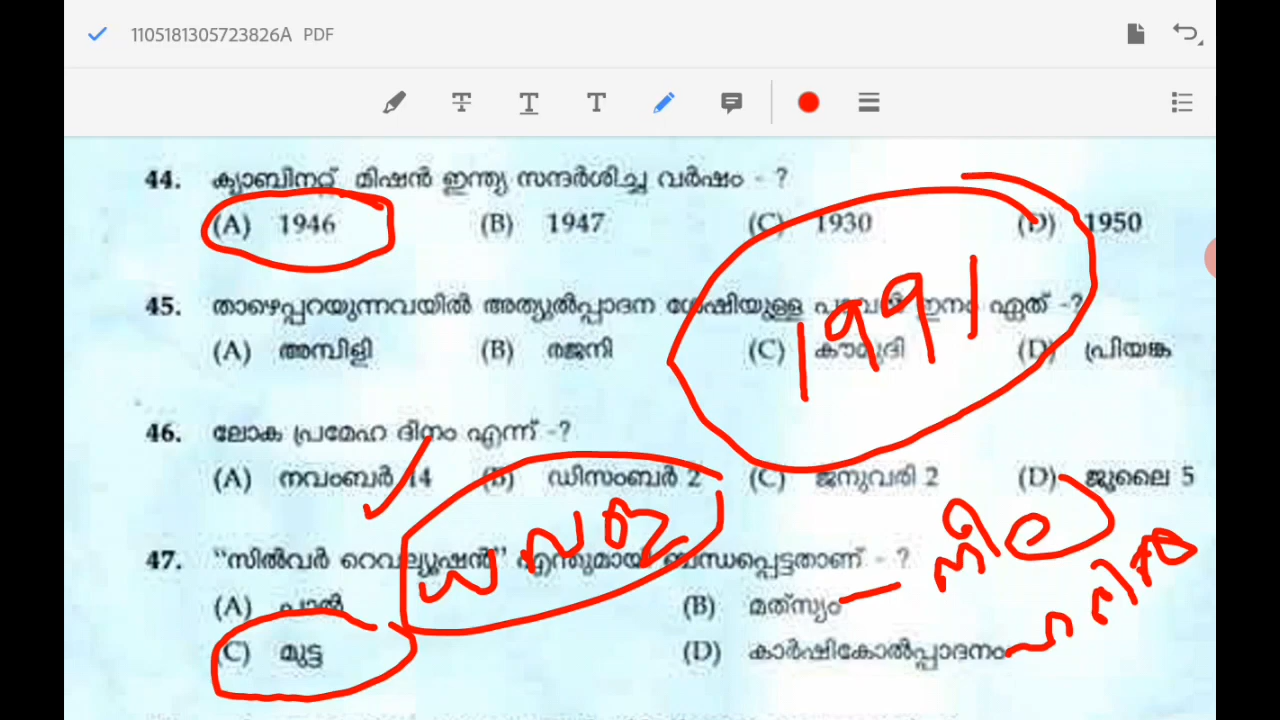 1105181305723826A PDF
44. ക്യാബിനറ്റ് മിഷൻ ഇന്ത്യ സന്ദർശിച്ച വർഷം - ?
(A) 1946 (B) 1947 (C) 1930 (D) 1950
45. താഴെപ്പറയുന്നവയിൽ അത്യുൽപ്പാദന ശേഷിയുള്ള ഇനം ഏത് -?
(A) അമ്പിളി (B) രജനി (C) കൗമുദി (D) പ്രിയങ്ക
1991
46. ലോക പ്രമേഹ ദിനം എന്ന് -?
(A) നവംബർ 14 (B) ഡിസംബർ 2 (C) ജനുവരി 2 (D) ജൂലൈ 5
47. “സിൽവർ റെവല്യൂഷൻ” എന്തുമായി ബന്ധപ്പെട്ടതാണ് - ?
(A) പാൽ (B) മത്സ്യം
(C) മുട്ട (D) കാർഷികോൽപ്പാദനം